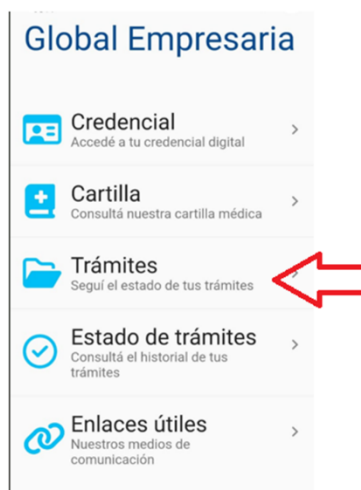 Global Empresaria
Credencial
Accedé a tu credencial digital
Cartilla
Consultá nuestra cartilla médica
Trámites
Seguí el estado de tus trámites
Estado de trámites
Consultá el historial de tus
trámites
Enlaces útiles
Nuestros medios de
comunicación